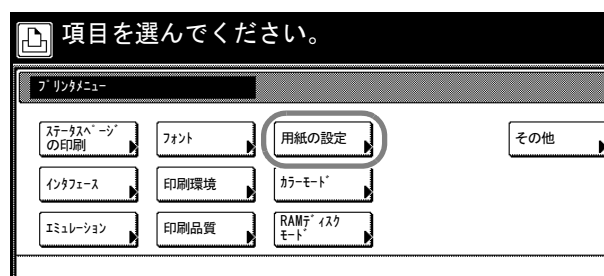 項目を選んでください。
ﾌﾟﾘﾝﾀﾒﾆｭｰ
ｽﾃｰﾀｽﾍﾟｰｼﾞ
の印刷
ﾌｫﾝﾄ
用紙の設定
その他
ｲﾝﾀﾌｪｰｽ
印刷環境
ｶﾗｰﾓｰﾄﾞ
ｴﾐｭﾚｰｼｮﾝ
印刷品質
RAMﾃﾞｨｽｸ
ﾓｰﾄﾞ